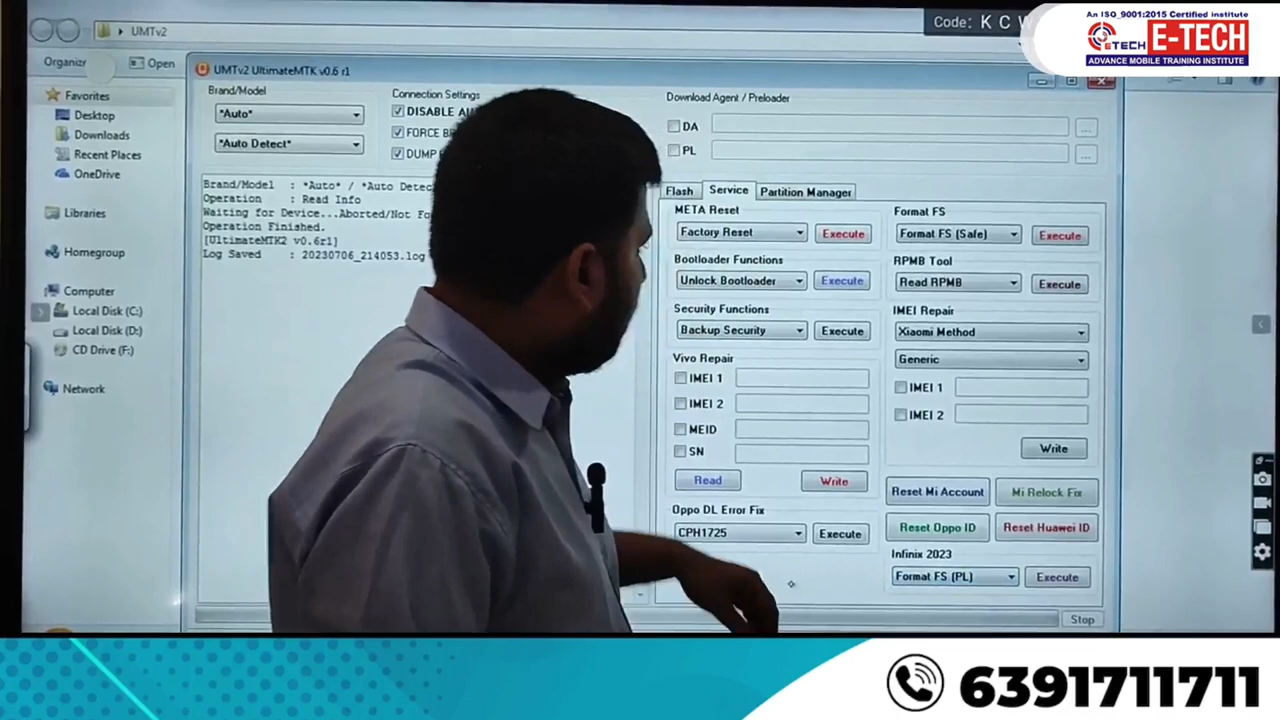 Code: K C W
An ISO_9001:2015 Certified institute
ETECH E-TECH
ADVANCE MOBILE TRAINING INSTITUTE
UMTv2
Open
UMTv2 UltimateMTK v0.6 r1
Favorites
Desktop
Downloads
Recent Places
OneDrive
Libraries
Homegroup
Computer
Local Disk (C:)
Local Disk (D:)
CD Drive (F:)
Network
Brand/Model
*Auto*
*Auto Detect*
Connection Settings
DISABLE
FORCE
DUMP
Brand/Model : *Auto* / *Auto Detec
Operation : Read Info
Waiting for Device...Aborted/Not Fo
Operation Finished.
[UltimateMTK2 v0.6r1]
Log Saved : 20230706_214053.log
Download Agent / Preloader
DA ...
PL ...
Flash Service Partition Manager
META Reset
Factory Reset Execute
Bootloader Functions
Unlock Bootloader Execute
Security Functions
Backup Security Execute
Vivo Repair
IMEI 1
IMEI 2
MEID
SN
Read Write
Oppo DL Error Fix
CPH1725 Execute
Format FS
Format FS (Safe) Execute
RPMB Tool
Read RPMB Execute
IMEI Repair
Xiaomi Method
Generic
IMEI 1
IMEI 2
Write
Reset Mi Account Mi Relock Fix
Reset Oppo ID Reset Huawei ID
Infinix 2023
Format FS (PL) Execute
Stop
6391711711